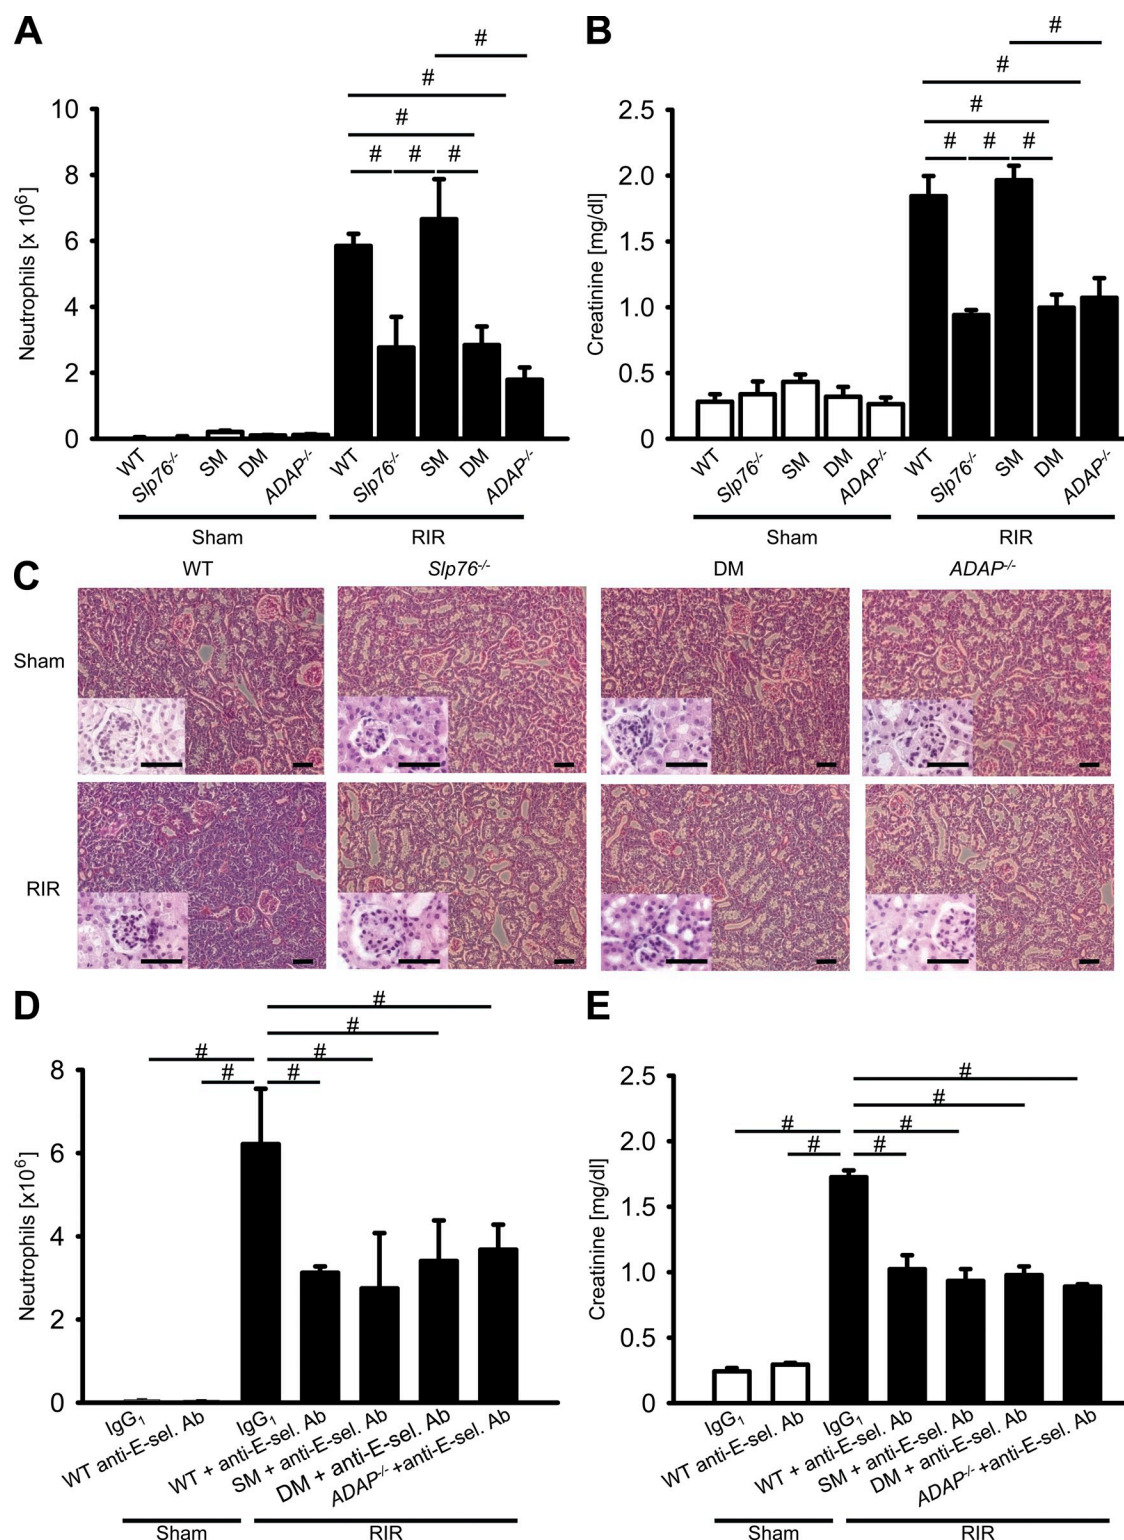 A
#
#
#
# # #
Neutrophils [x 10⁶]
10
8
6
4
2
0
WT
Slp76⁻/⁻
SM
DM
ADAP⁻/⁻
WT
Slp76⁻/⁻
SM
DM
ADAP⁻/⁻
Sham
RIR
B
#
#
#
# # #
Creatinine [mg/dl]
2.5
2.0
1.5
1.0
0.5
0
WT
Slp76⁻/⁻
SM
DM
ADAP⁻/⁻
WT
Slp76⁻/⁻
SM
DM
ADAP⁻/⁻
Sham
RIR
C
WT
Slp76⁻/⁻
DM
ADAP⁻/⁻
Sham
RIR
D
#
#
# #
# #
Neutrophils [x10⁶]
8
6
4
2
0
IgG₁
WT anti-E-sel. Ab
IgG₁
WT + anti-E-sel. Ab
SM + anti-E-sel. Ab
DM + anti-E-sel. Ab
ADAP⁻/⁻ +anti-E-sel. Ab
Sham
RIR
E
#
#
# #
# #
Creatinine [mg/dl]
2.5
2.0
1.5
1.0
0.5
0
IgG₁
WT anti-E-sel. Ab
IgG₁
WT + anti-E-sel. Ab
SM + anti-E-sel. Ab
DM + anti-E-sel. Ab
ADAP⁻/⁻ +anti-E-sel. Ab
Sham
RIR